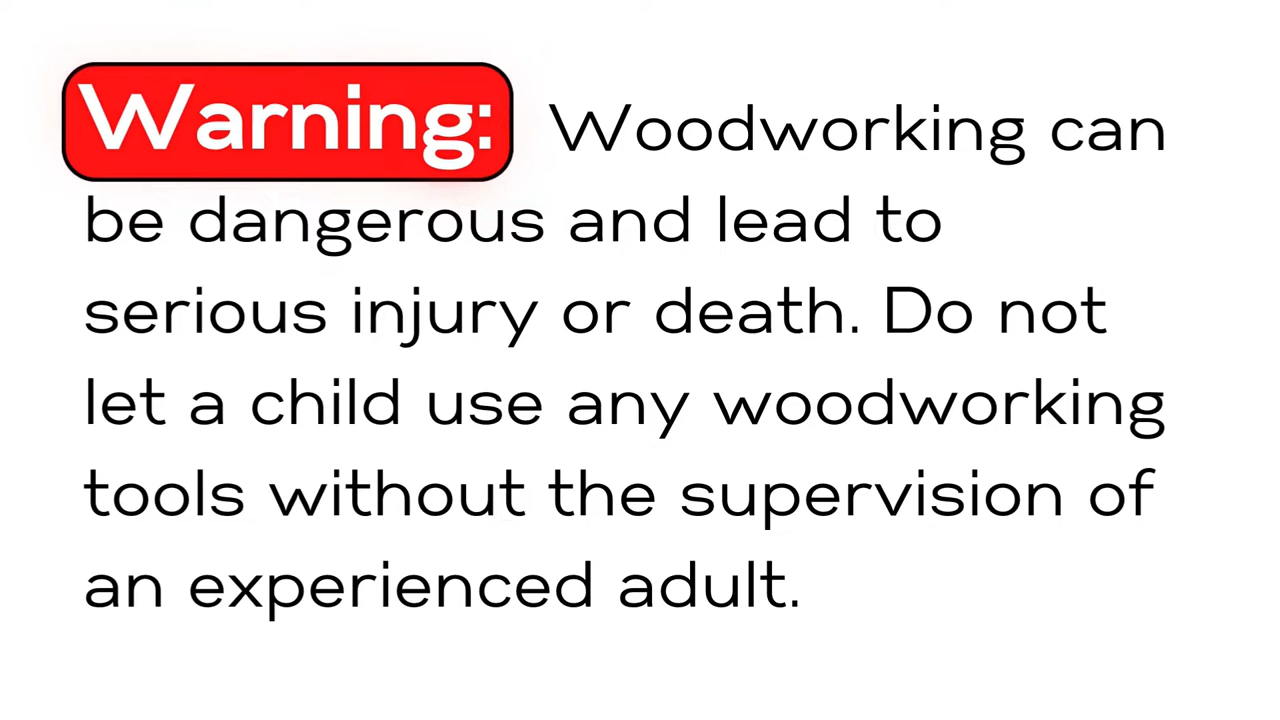 Warning: Woodworking can
be dangerous and lead to
serious injury or death. Do not
let a child use any woodworking
tools without the supervision of
an experienced adult.